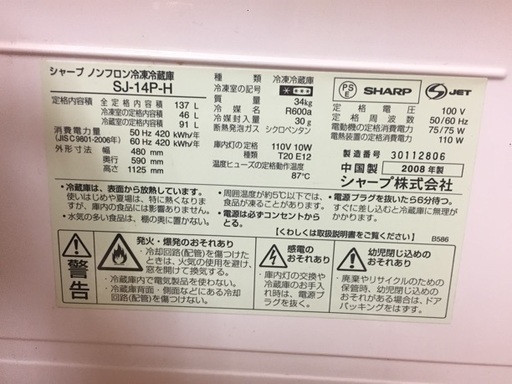 シャープ ノンフロン冷凍冷蔵庫
SJ-14P-H
定格内容積
全定格内容積 137 L
冷凍室の定格内容積 46 L
冷蔵室の定格内容積 91 L
消費電力量 50 Hz 420 kWh/年
(JIS C 9801-2006年) 60 Hz 420 kWh/年
外形寸法 幅 480 mm
奥行 590 mm
高さ 1125 mm
種類 冷凍冷蔵庫
冷凍室の記号
質量 34kg
冷媒 R600a
冷媒封入量 30 g
断熱発泡ガス シクロペンタン
庫内灯の定格 110V 10W
T20 E12
温度ヒューズの定格動作温度
87℃
PS
E
SHARP
S JET
定格電圧 100 V
定格周波数 50/60 Hz
電動機の定格消費電力 75/75 W
電熱装置の定格消費電力 110 W
製造番号 30112806
中国製 2008年製
シャープ株式会社
• 冷蔵庫は、表面から放熱しています。
使いはじめや夏場は、特に熱くなりますが、異常ではありません。
• 水気の多い食品は、棚の奥に置かない。
• 周囲温度が約5℃以下のときに食品が凍ることがあります。
• 電源は必ずコンセントから とる。
• 電源プラグを抜いたら6分待つ。
すぐに差し込むと冷蔵庫に無理がかかります。
【くわしくは取扱説明書をご覧ください】
B586
警告
発火・爆発のおそれあり
• 冷却回路(配管)を傷つけたときは、火気の使用を避け、窓を開けて換気する。
• 庫内で電気製品を使わない。
• 冷蔵庫背面・側面などにある冷却回路(配管)を傷つけない。
感電のおそれあり
• 庫内灯の交換や冷蔵庫のお手入れ時は、電源プラグを抜く。
幼児閉じ込めのおそれあり
• 廃棄やリサイクルのための保管時に、幼児閉じ込めのおそれがある場合は、ドアパッキングをはずす。